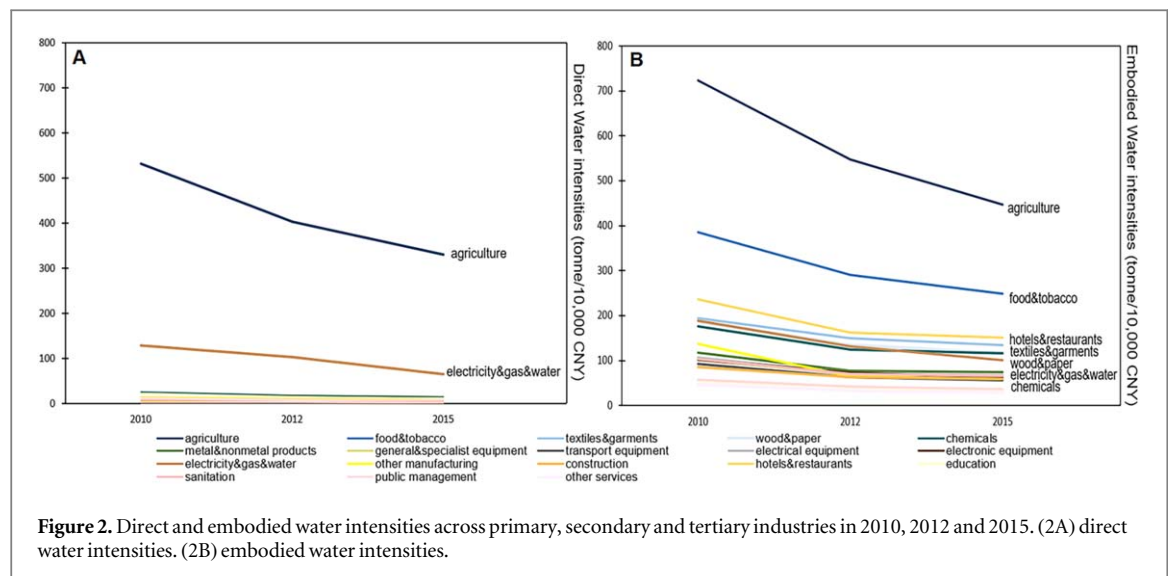 A
800
700
600
500
400
300
200
100
0
2010
2012
2015
agriculture
electricity&gas&water
Direct Water intensities (tonne/10,000 CNY)
B
800
700
600
500
400
300
200
100
0
2010
2012
2015
agriculture
food&tobacco
hotels&restaurants
textiles&garments
wood&paper
electricity&gas&water
chemicals
Embodied Water intensities (tonne/10,000 CNY)
agriculture food&tobacco textiles&garments wood&paper chemicals
metal&nonmetal products general&specialist equipment transport equipment electrical equipment electronic equipment
electricity&gas&water other manufacturing construction hotels&restaurants education
sanitation public management other services
Figure 2. Direct and embodied water intensities across primary, secondary and tertiary industries in 2010, 2012 and 2015. (2A) direct
water intensities. (2B) embodied water intensities.